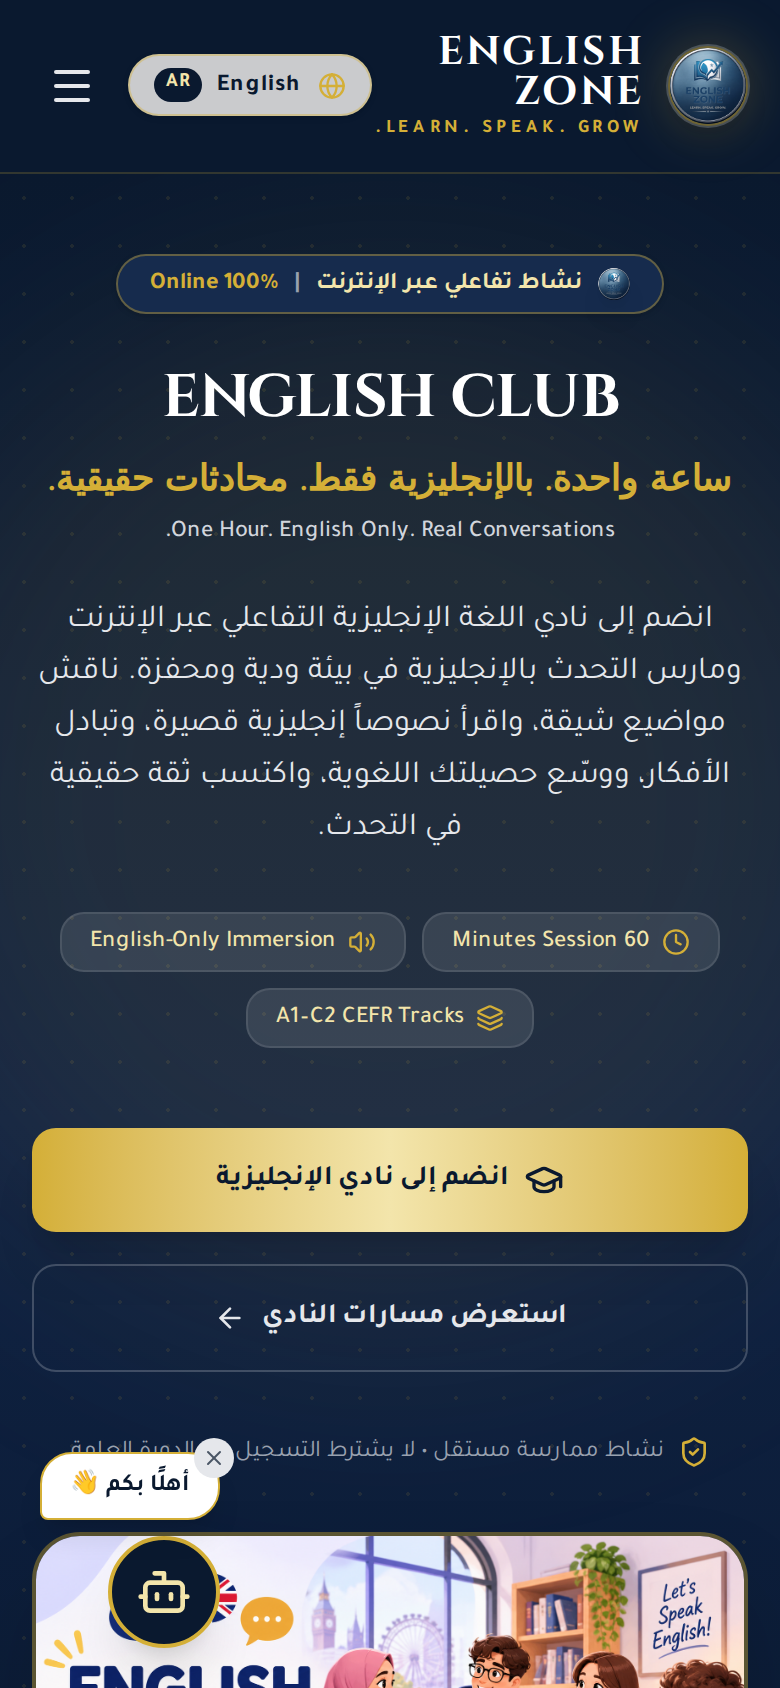 ENGLISH
ZONE
.LEARN. SPEAK. GROW
English AR
نشاط تفاعلي عبر الإنترنت | Online 100%
ENGLISH CLUB
ساعة واحدة. بالإنجليزية فقط. محادثات حقيقية.
.One Hour. English Only. Real Conversations
انضم إلى نادي اللغة الإنجليزية التفاعلي عبر الإنترنت
ومارس التحدث بالإنجليزية في بيئة ودية ومحفزة. ناقش
مواضيع شيقة، واقرأ نصوصاً إنجليزية قصيرة، وتبادل
الأفكار، ووسّع حصيلتك اللغوية، واكتسب ثقة حقيقية
في التحدث.
Minutes Session 60
English-Only Immersion
A1-C2 CEFR Tracks
انضم إلى نادي الإنجليزية
استعرض مسارات النادي
نشاط ممارسة مستقل • لا يشترط التسجيل
أهلًا بكم 👋
Let's
Speak
English!
ENGLISH